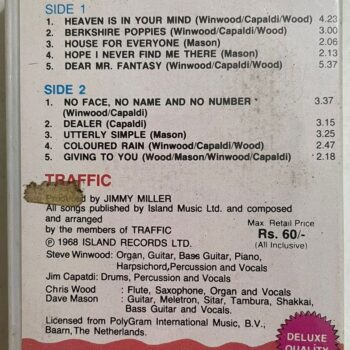 SIDE 1
1. HEAVEN IS IN YOUR MIND (Winwood/Capaldi/Wood) 4.23
2. BERKSHIRE POPPIES (Winwood/Capaldi/Wood) 3.00
3. HOUSE FOR EVERYONE (Mason) 2.06
4. HOPE I NEVER FIND ME THERE (Mason) 2.13
5. DEAR MR. FANTASY (Winwood/Capaldi/Wood) 5.37
SIDE 2
1. NO FACE, NO NAME AND NO NUMBER 3.37
(Winwood/Capaldi)
2. DEALER (Capaldi) 3.15
3. UTTERLY SIMPLE (Mason) 3.25
4. COLOURED RAIN (Winwood/Capaldi/Wood) 2.47
5. GIVING TO YOU (Wood/Mason/Winwood/Capaldi) 2.18
TRAFFIC
Produced by JIMMY MILLER
All songs published by Island Music Ltd. and composed
and arranged
by the members of TRAFFIC
Ⓟ 1968 ISLAND RECORDS LTD.
Max. Retail Price
Rs. 60/-
(All Inclusive)
Steve Winwood: Organ, Guitar, Bass Guitar, Piano,
Harpsichord, Percussion and Vocals
Jim Capatdi: Drums, Percussion and Vocals
Chris Wood : Flute, Saxophone, Organ and Vocals
Dave Mason : Guitar, Meletron, Sitar, Tambura, Shakkai,
Bass Guitar and Vocals.
Licensed from PolyGram International Music, B.V.,
Baarn, The Netherlands.
DELUXE
QUALITY